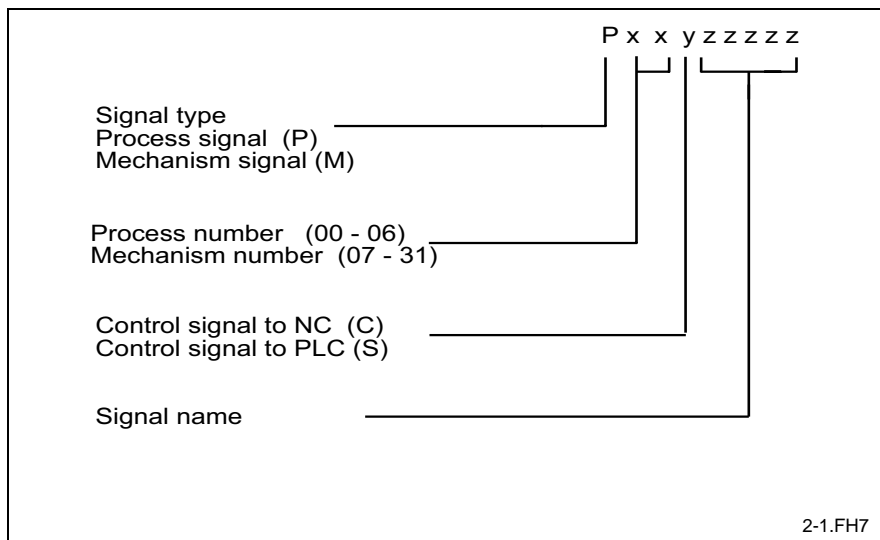 P x x y z z z z z
Signal type
Process signal (P)
Mechanism signal (M)
Process number (00 - 06)
Mechanism number (07 - 31)
Control signal to NC (C)
Control signal to PLC (S)
Signal name
2-1.FH7